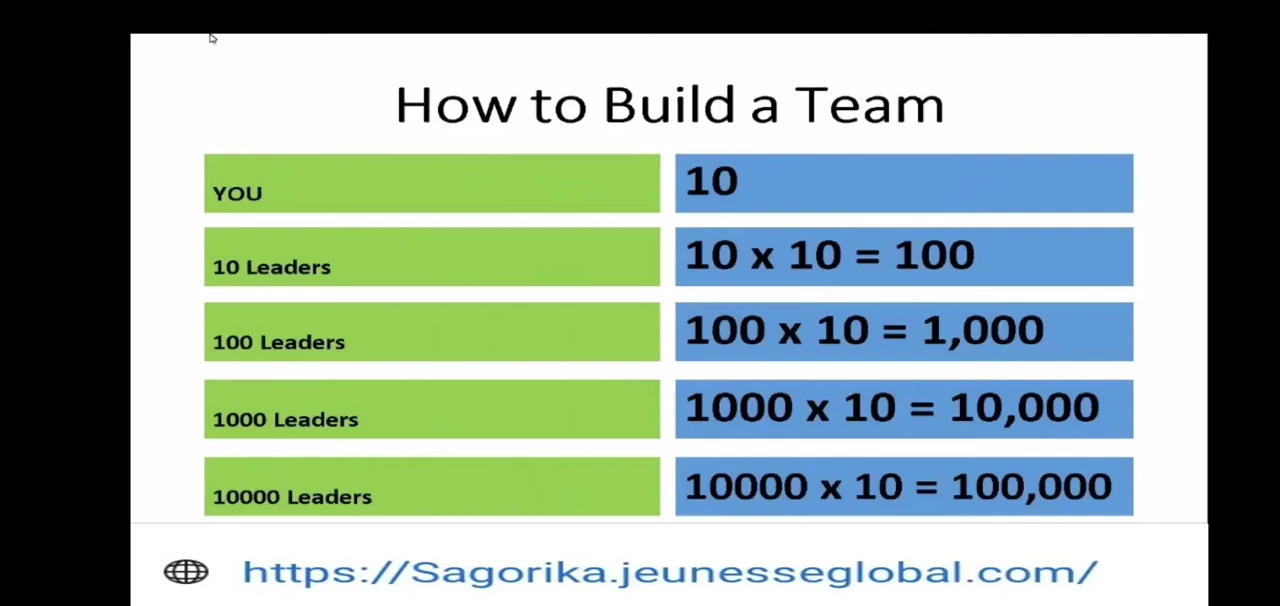 How to Build a Team
YOU
10
10 Leaders
10 x 10 = 100
100 Leaders
100 x 10 = 1,000
1000 Leaders
1000 x 10 = 10,000
10000 Leaders
10000 x 10 = 100,000
https://Sagorika.jeunesseglobal.com/